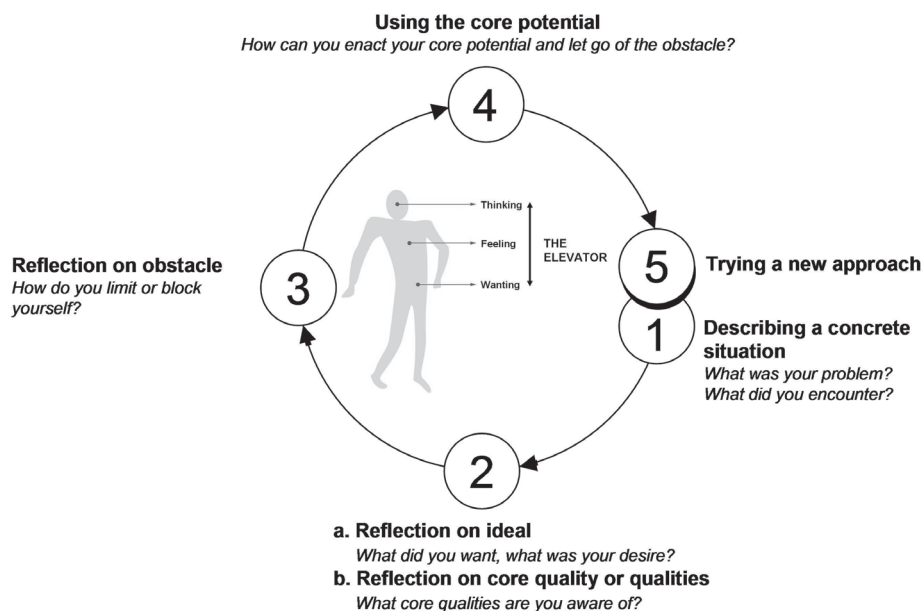 Using the core potential
How can you enact your core potential and let go of the obstacle?
4
Thinking
Feeling
Wanting
THE
ELEVATOR
Reflection on obstacle
How do you limit or block
yourself?
3
5
Trying a new approach
1
Describing a concrete
situation
What was your problem?
What did you encounter?
2
a. Reflection on ideal
What did you want, what was your desire?
b. Reflection on core quality or qualities
What core qualities are you aware of?